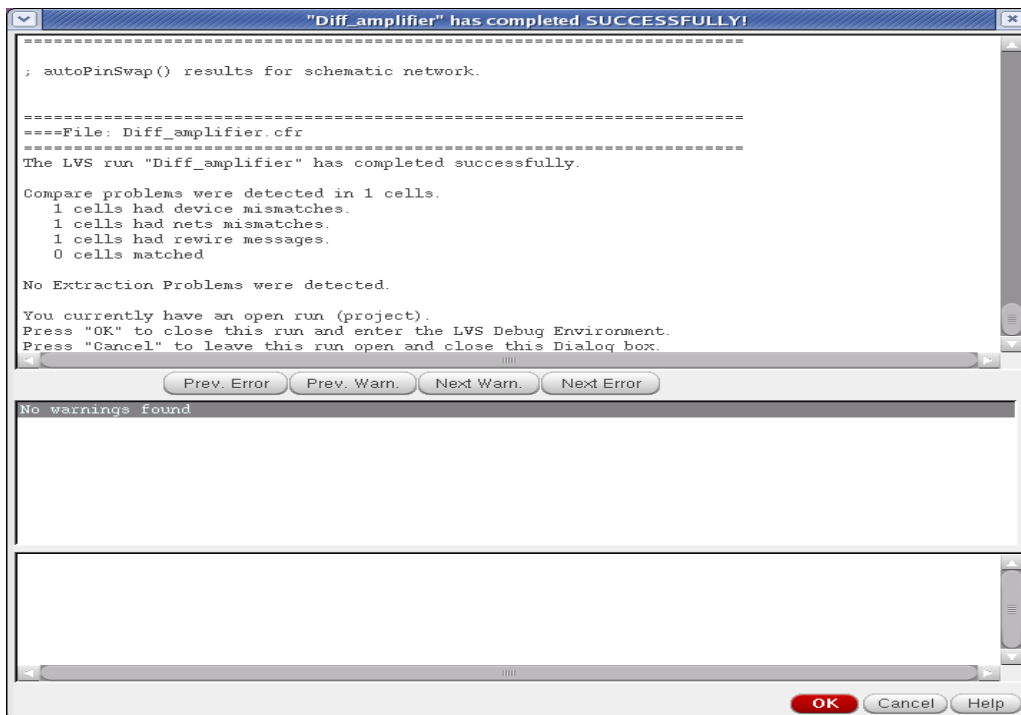 "Diff_amplifier" has completed SUCCESSFULLY!
========================================================================
; autoPinSwap() results for schematic network.
========================================================================
====File: Diff_amplifier.cfr
========================================================================
The LVS run "Diff_amplifier" has completed successfully.
Compare problems were detected in 1 cells.
1 cells had device mismatches.
1 cells had nets mismatches.
1 cells had rewire messages.
0 cells matched
No Extraction Problems were detected.
You currently have an open run (project).
Press "OK" to close this run and enter the LVS Debug Environment.
Press "Cancel" to leave this run open and close this Dialog box.
Prev. Error Prev. Warn. Next Warn. Next Error
No warnings found
OK Cancel Help